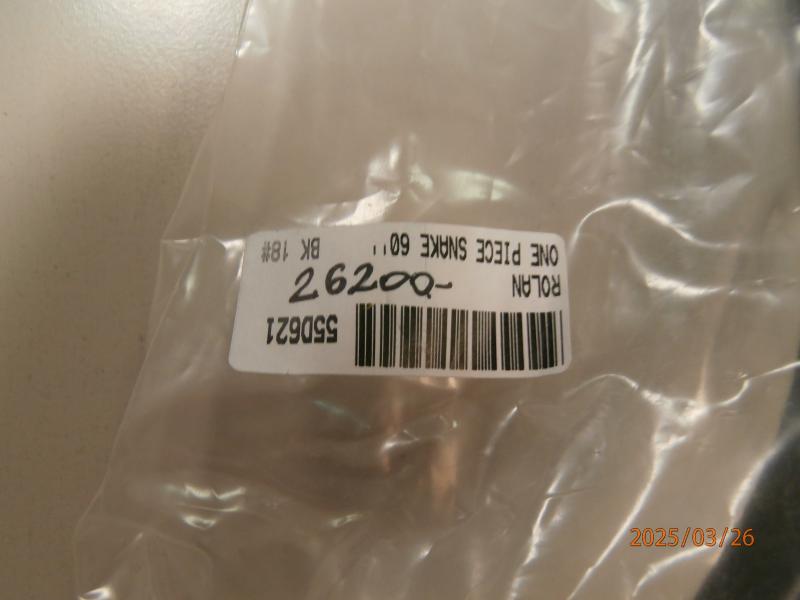 55D621
ROLAN
26200-
ONE PIECE SNAKE 60'' BK 18#
2025/03/26